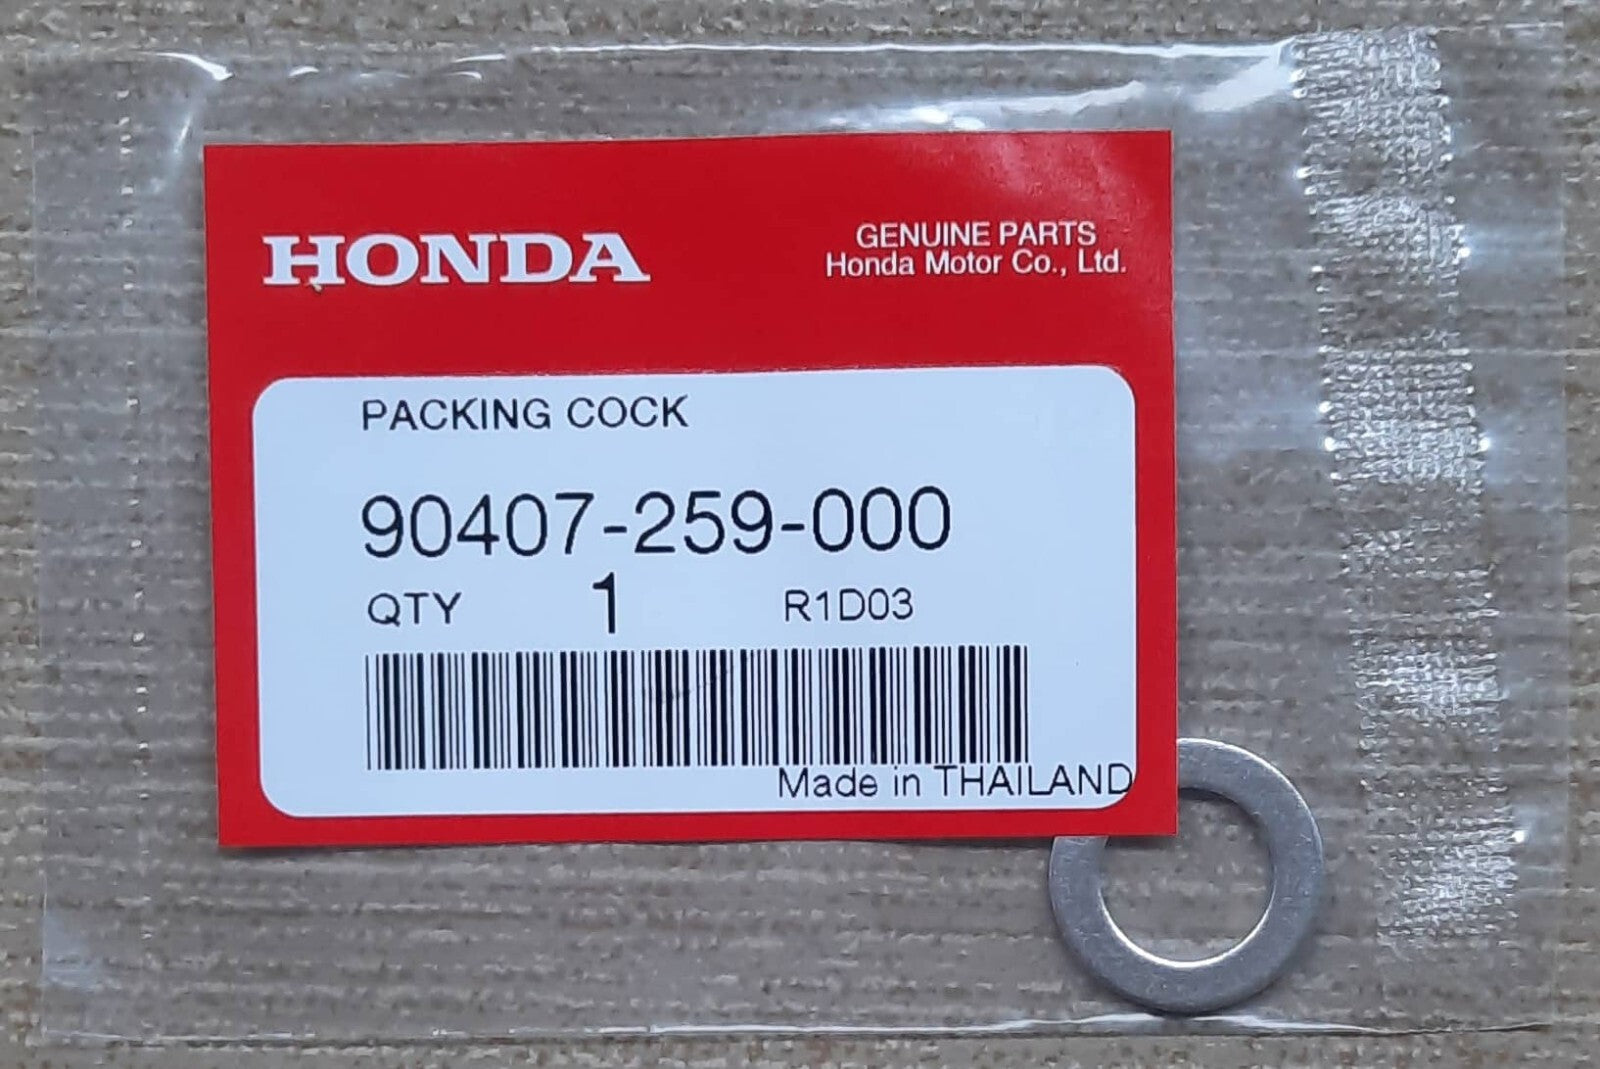 HONDA
GENUINE PARTS
Honda Motor Co., Ltd.
PACKING COCK
90407-259-000
QTY 1 R1D03
Made in THAILAND